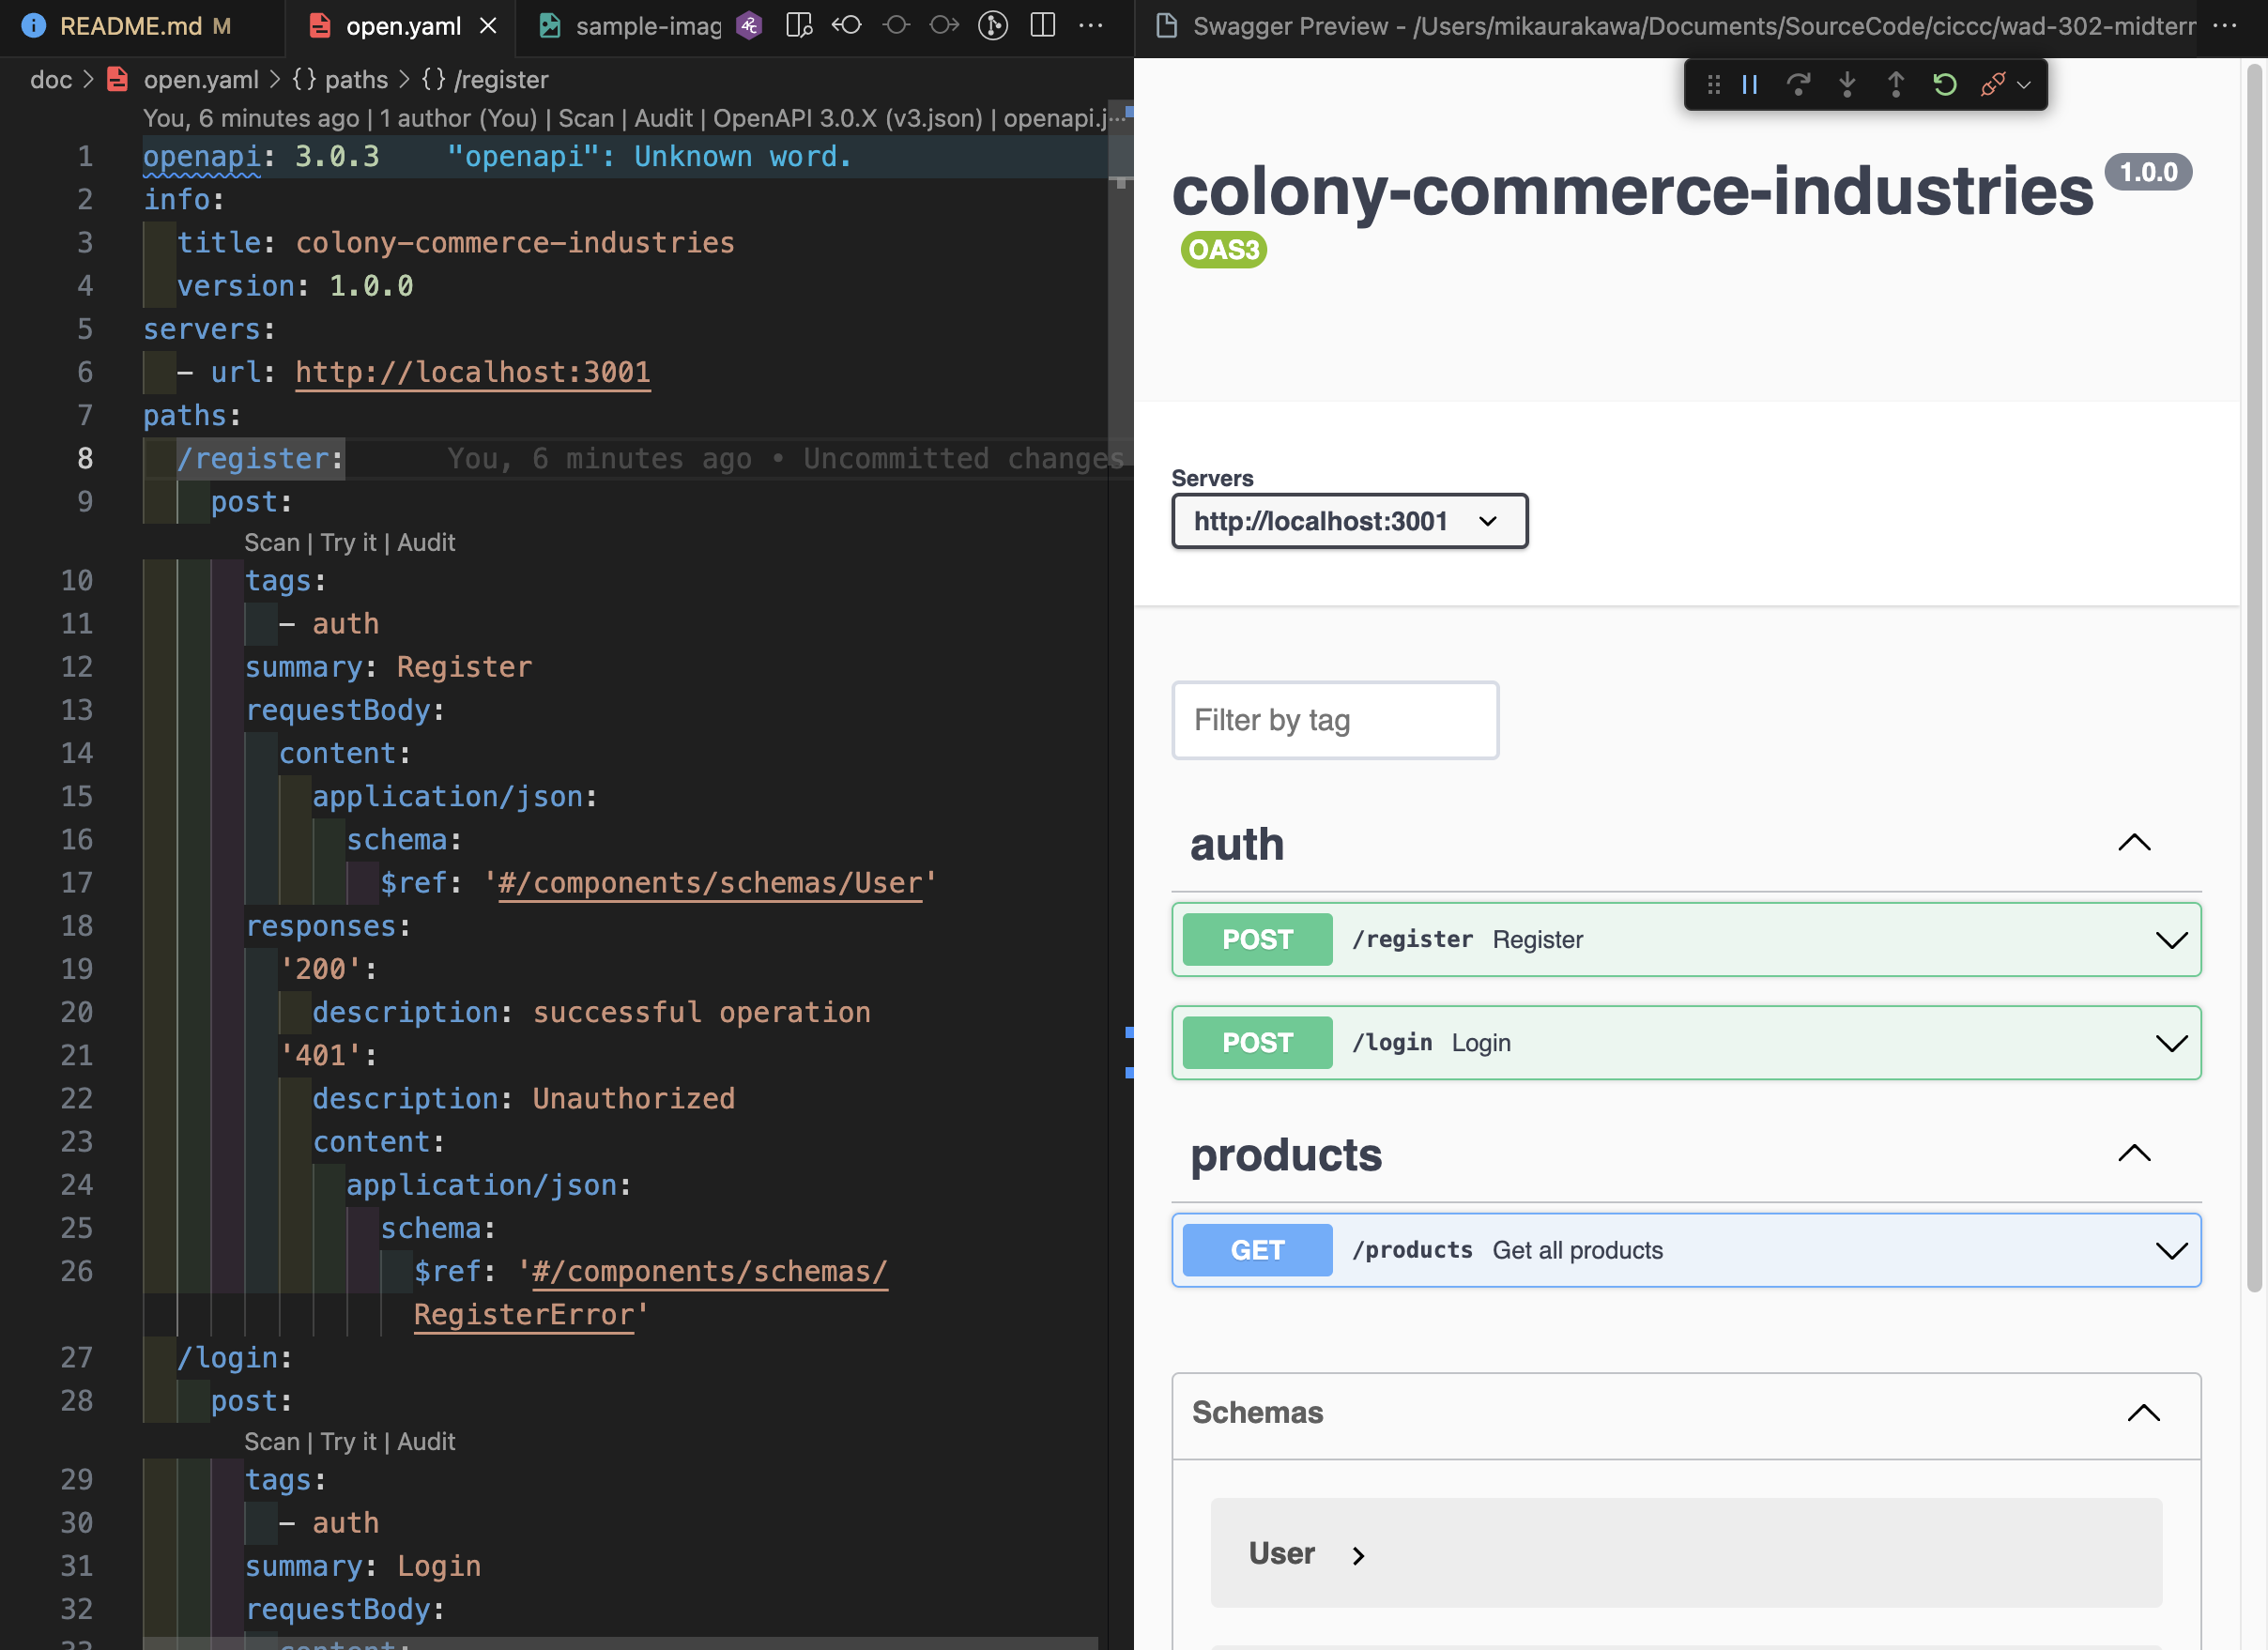 README.md M
open.yaml
sample-imag
Swagger Preview - /Users/mikaurakawa/Documents/SourceCode/ciccc/wad-302-midterm
doc > open.yaml > {} paths > {} /register
You, 6 minutes ago | 1 author (You) | Scan | Audit | OpenAPI 3.0.X (v3.json) | openapi.j...
1 openapi: 3.0.3 "openapi": Unknown word.
2 info:
3 title: colony-commerce-industries
4 version: 1.0.0
5 servers:
6 - url: http://localhost:3001
7 paths:
8 /register: You, 6 minutes ago • Uncommitted changes
9 post:
Scan | Try it | Audit
10 tags:
11 - auth
12 summary: Register
13 requestBody:
14 content:
15 application/json:
16 schema:
17 $ref: '#/components/schemas/User'
18 responses:
19 '200':
20 description: successful operation
21 '401':
22 description: Unauthorized
23 content:
24 application/json:
25 schema:
26 $ref: '#/components/schemas/
RegisterError'
27 /login:
28 post:
Scan | Try it | Audit
29 tags:
30 - auth
31 summary: Login
32 requestBody:
33 content:
colony-commerce-industries 1.0.0
OAS3
Servers
http://localhost:3001
Filter by tag
auth
POST /register Register
POST /login Login
products
GET /products Get all products
Schemas
User >